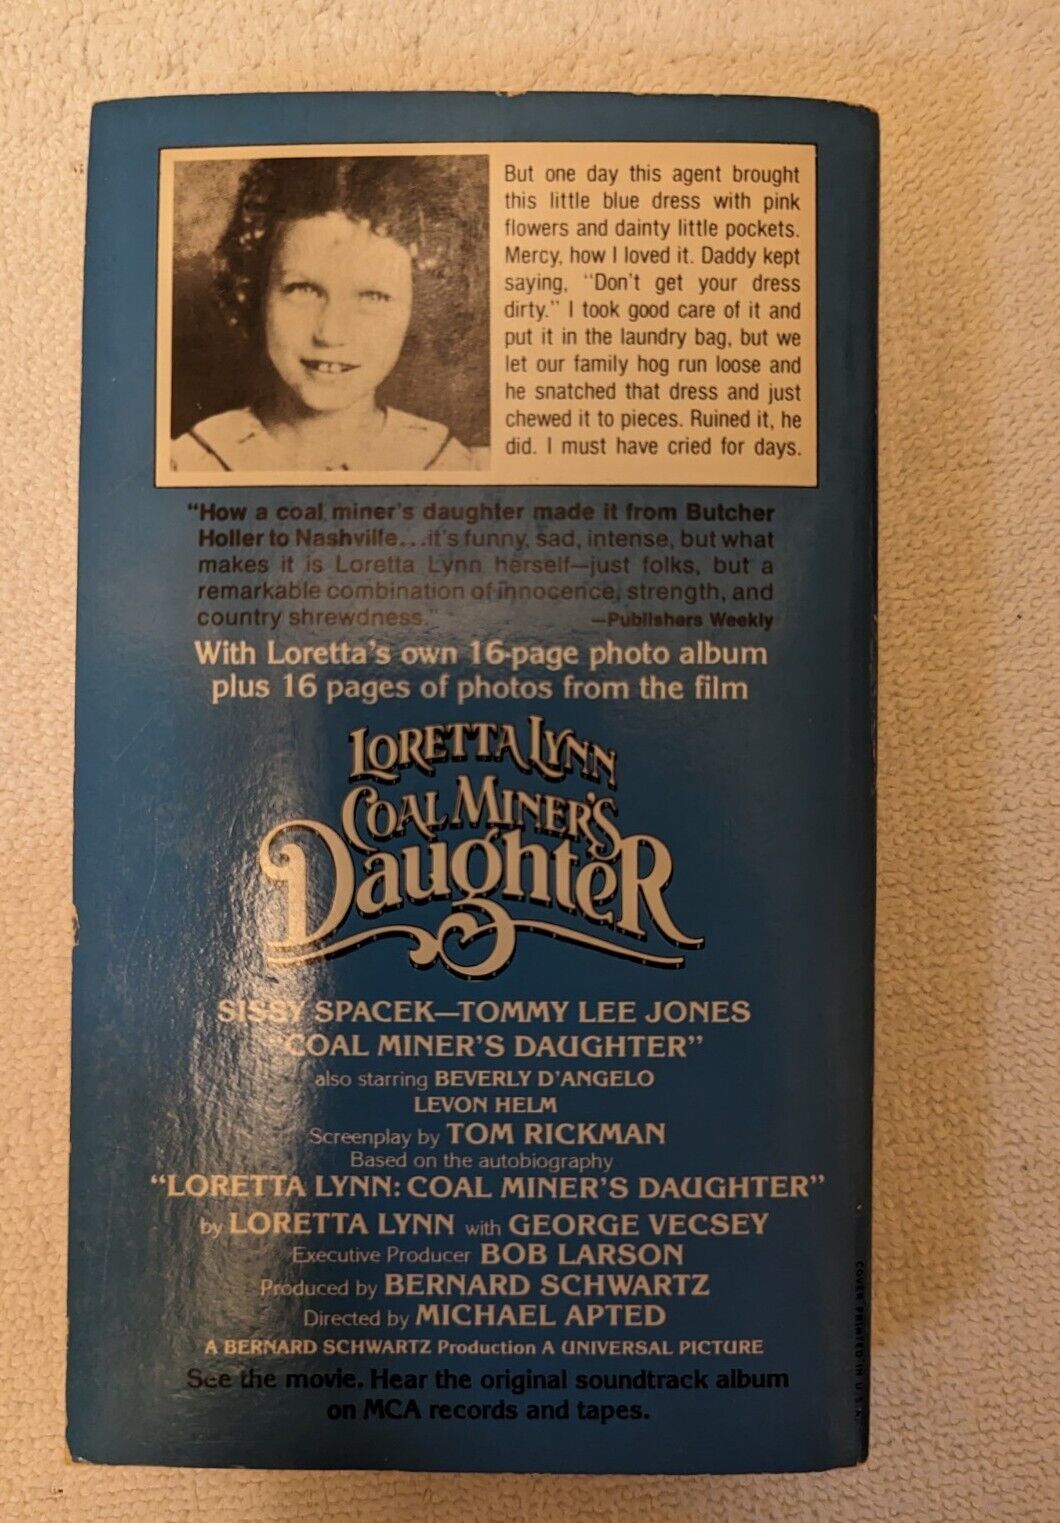 But one day this agent brought
this little blue dress with pink
flowers and dainty little pockets.
Mercy, how I loved it. Daddy kept
saying, "Don't get your dress
dirty." I took good care of it and
put it in the laundry bag, but we
let our family hog run loose and
he snatched that dress and just
chewed it to pieces. Ruined it, he
did. I must have cried for days.
"How a coal miner's daughter made it from Butcher
Holler to Nashville...it's funny, sad, intense, but what
makes it is Loretta Lynn herself—just folks, but a
remarkable combination of innocence, strength, and
country shrewdness."
—Publishers Weekly
With Loretta's own 16-page photo album
plus 16 pages of photos from the film
LORETTA LYNN
COAL MINER'S
DaughteR
SISSY SPACEK—TOMMY LEE JONES
"COAL MINER'S DAUGHTER"
also starring BEVERLY D'ANGELO
LEVON HELM
Screenplay by TOM RICKMAN
Based on the autobiography
"LORETTA LYNN: COAL MINER'S DAUGHTER"
by LORETTA LYNN with GEORGE VECSEY
Executive Producer BOB LARSON
Produced by BERNARD SCHWARTZ
Directed by MICHAEL APTED
A BERNARD SCHWARTZ Production A UNIVERSAL PICTURE
See the movie. Hear the original soundtrack album
on MCA records and tapes.
COVER PRINTED IN U.S.A.